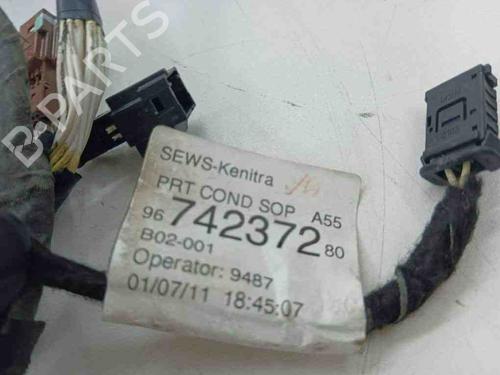 B-PARTS
SEWS-Kenitra
PRT COND SOP A55
96 742372 80
B02-001
Operator: 9487
01/07/11 18:45:07